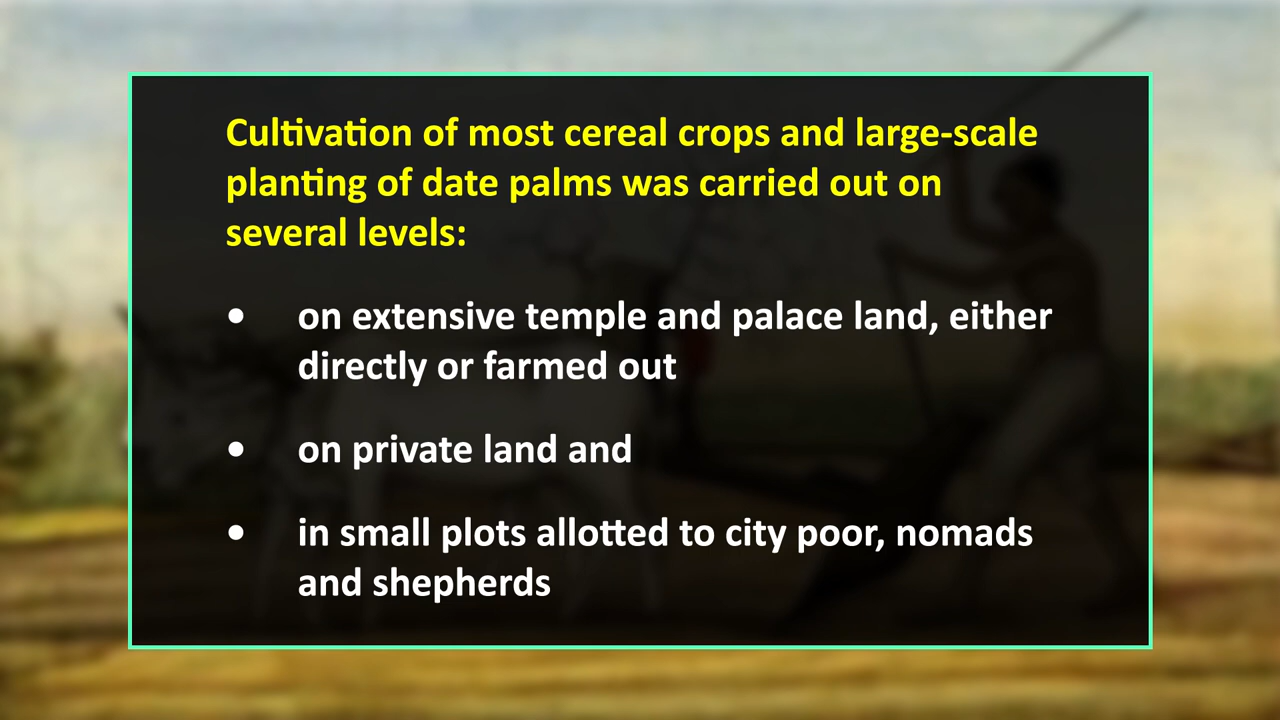 Cultivation of most cereal crops and large-scale
planting of date palms was carried out on
several levels:
• on extensive temple and palace land, either
directly or farmed out
• on private land and
• in small plots allotted to city poor, nomads
and shepherds